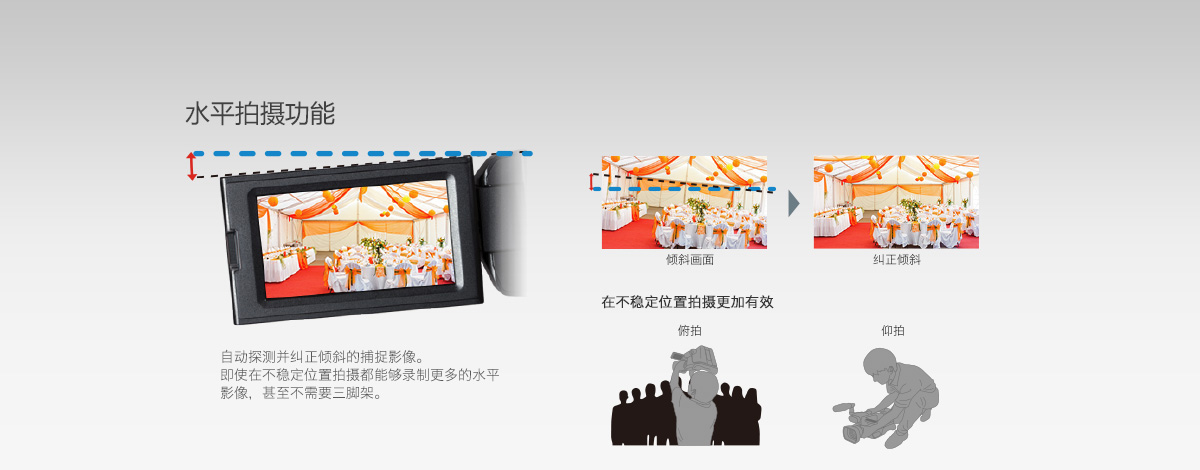 水平拍摄功能
倾斜画面
纠正倾斜
在不稳定位置拍摄更加有效
俯拍
仰拍
自动探测并纠正倾斜的捕捉影像。
即使在不稳定位置拍摄都能够录制更多的水平
影像，甚至不需要三脚架。